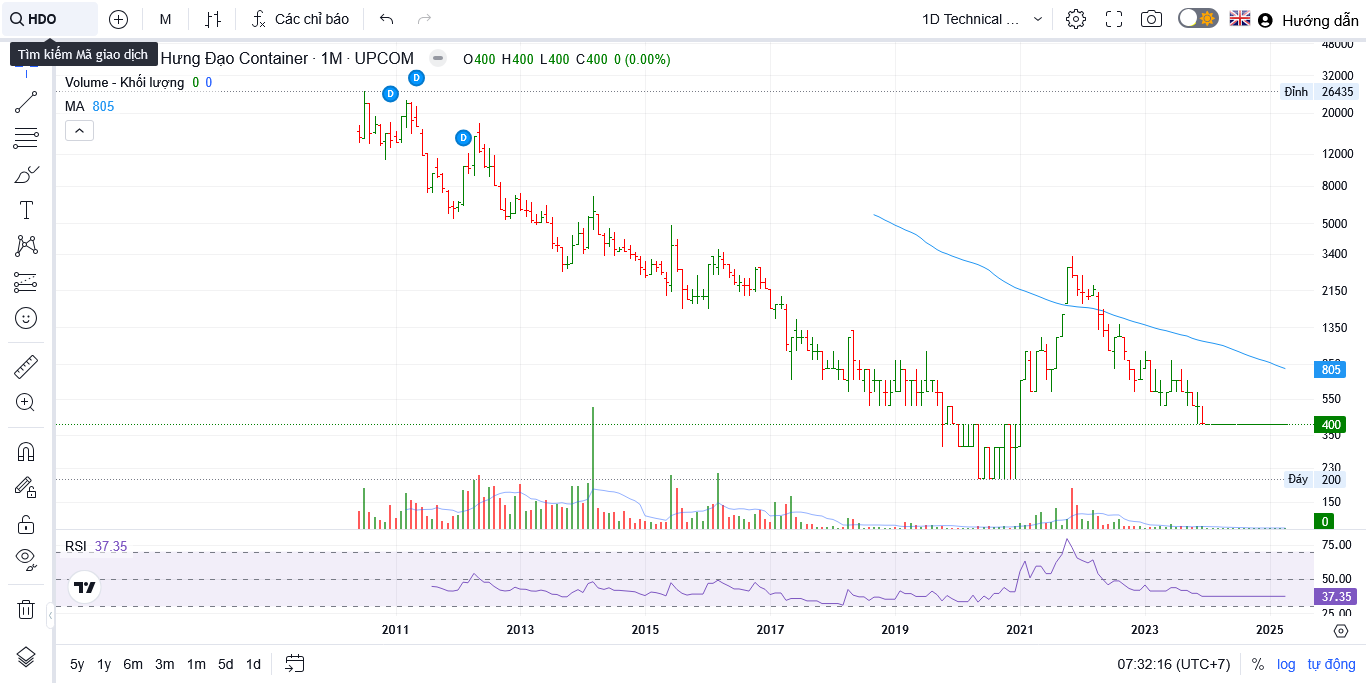 HDO
M
Các chỉ báo
1D Technical ...
Hướng dẫn
Tìm kiếm Mã giao dịch
Hưng Đạo Container · 1M · UPCOM
O400 H400 L400 C400 0 (0.00%)
Volume - Khối lượng 0 0
MA 805
D
D
D
48000
32000
Đỉnh 26435
20000
12000
8000
5000
3400
2150
1350
805
550
400
350
230
Đáy 200
150
0
RSI 37.35
75.00
50.00
37.35
25.00
2011 2013 2015 2017 2019 2021 2023 2025
5y 1y 6m 3m 1m 5d 1d
07:32:16 (UTC+7) % log tự động